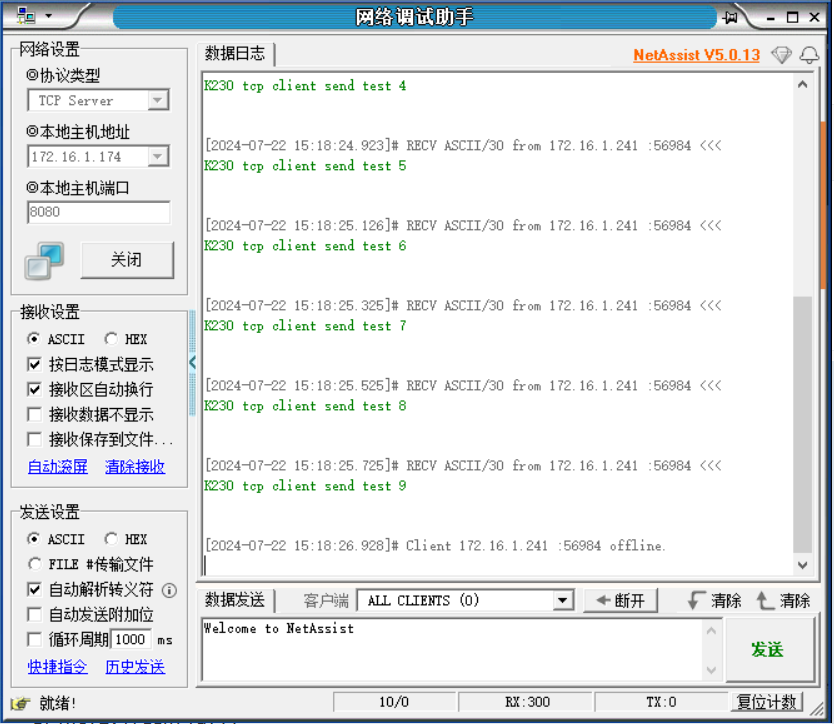 网络调试助手
网络设置
协议类型
TCP Server
本地主机地址
172.16.1.174
本地主机端口
8080
关闭
接收设置
ASCII HEX
按日志模式显示
接收区自动换行
接收数据不显示
接收保存到文件...
自动滚屏 清除接收
发送设置
ASCII HEX
FILE #传输文件
自动解析转义符
自动发送附加位
循环周期 1000 ms
快捷指令 历史发送
数据日志
NetAssist V5.0.13
K230 tcp client send test 4
[2024-07-22 15:18:24.923]# RECV ASCII/30 from 172.16.1.241 :56984 <<<
K230 tcp client send test 5
[2024-07-22 15:18:25.126]# RECV ASCII/30 from 172.16.1.241 :56984 <<<
K230 tcp client send test 6
[2024-07-22 15:18:25.325]# RECV ASCII/30 from 172.16.1.241 :56984 <<<
K230 tcp client send test 7
[2024-07-22 15:18:25.525]# RECV ASCII/30 from 172.16.1.241 :56984 <<<
K230 tcp client send test 8
[2024-07-22 15:18:25.725]# RECV ASCII/30 from 172.16.1.241 :56984 <<<
K230 tcp client send test 9
[2024-07-22 15:18:26.928]# Client 172.16.1.241 :56984 offline.
数据发送 客户端 ALL CLIENTS (0) 断开 清除 清除
Welcome to NetAssist
发送
就绪! 10/0 RX:300 TX:0 复位计数